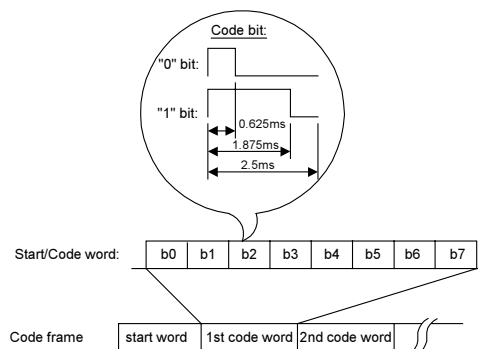 Code bit:
"0" bit:
"1" bit:
0.625ms
1.875ms
2.5ms
Start/Code word: b0 b1 b2 b3 b4 b5 b6 b7
Code frame start word 1st code word 2nd code word